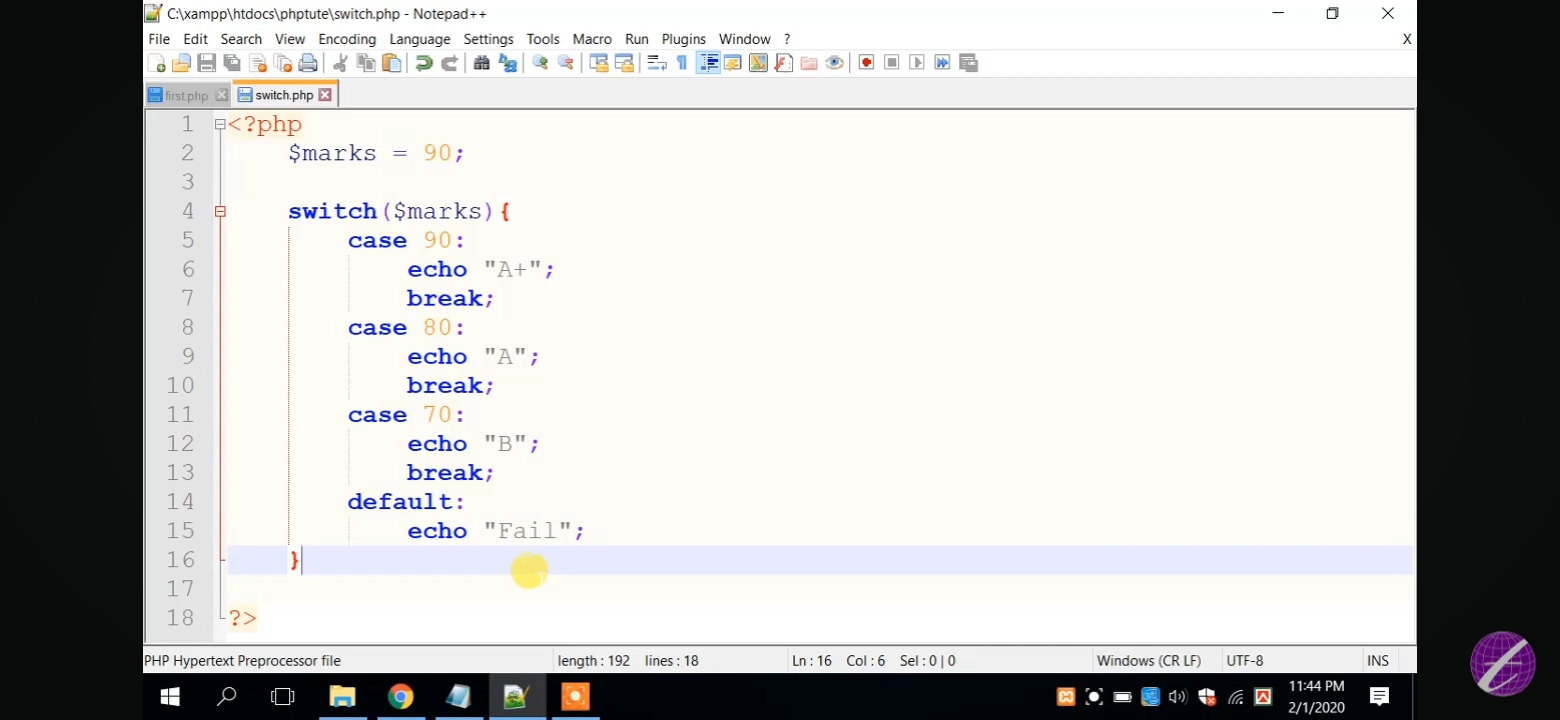 C:\xampp\htdocs\phptute\switch.php - Notepad++
File Edit Search View Encoding Language Settings Tools Macro Run Plugins Window ? X
first.php switch.php
1 <?php
2 $marks = 90;
3
4 switch($marks){
5 case 90:
6 echo "A+";
7 break;
8 case 80:
9 echo "A";
10 break;
11 case 70:
12 echo "B";
13 break;
14 default:
15 echo "Fail";
16 }
17
18 ?>
PHP Hypertext Preprocessor file length : 192 lines : 18 Ln : 16 Col : 6 Sel : 0 | 0 Windows (CR LF) UTF-8 INS
11:44 PM
2/1/2020